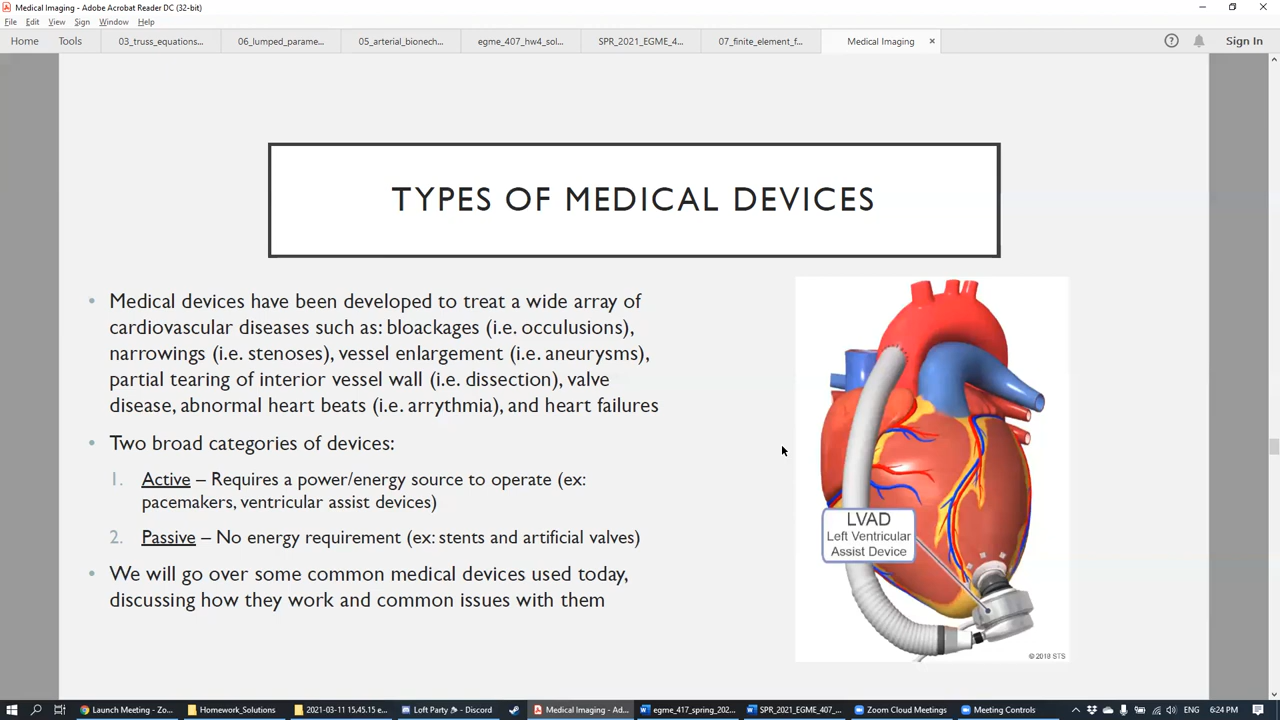 Medical Imaging - Adobe Acrobat Reader DC (32-bit)
File Edit View Sign Window Help
Home Tools 03_truss_equations... 06_lumped_parame... 05_arterial_bionech... egme_407_hw4_sol... SPR_2021_EGME_4... 07_finite_element_f... Medical Imaging × Sign In
TYPES OF MEDICAL DEVICES
• Medical devices have been developed to treat a wide array of
cardiovascular diseases such as: bloackages (i.e. occulusions),
narrowings (i.e. stenoses), vessel enlargement (i.e. aneurysms),
partial tearing of interior vessel wall (i.e. dissection), valve
disease, abnormal heart beats (i.e. arrythmia), and heart failures
• Two broad categories of devices:
1. Active – Requires a power/energy source to operate (ex:
pacemakers, ventricular assist devices)
2. Passive – No energy requirement (ex: stents and artificial valves)
• We will go over some common medical devices used today,
discussing how they work and common issues with them
LVAD
Left Ventricular
Assist Device
© 2018 STS
Launch Meeting - Zo... Homework_Solutions 2021-03-11 15.45.15 e... Loft Party 🎉 - Discord Medical Imaging - Ad... egme_417_spring_202... SPR_2021_EGME_407_... Zoom Cloud Meetings Meeting Controls ENG 6:24 PM